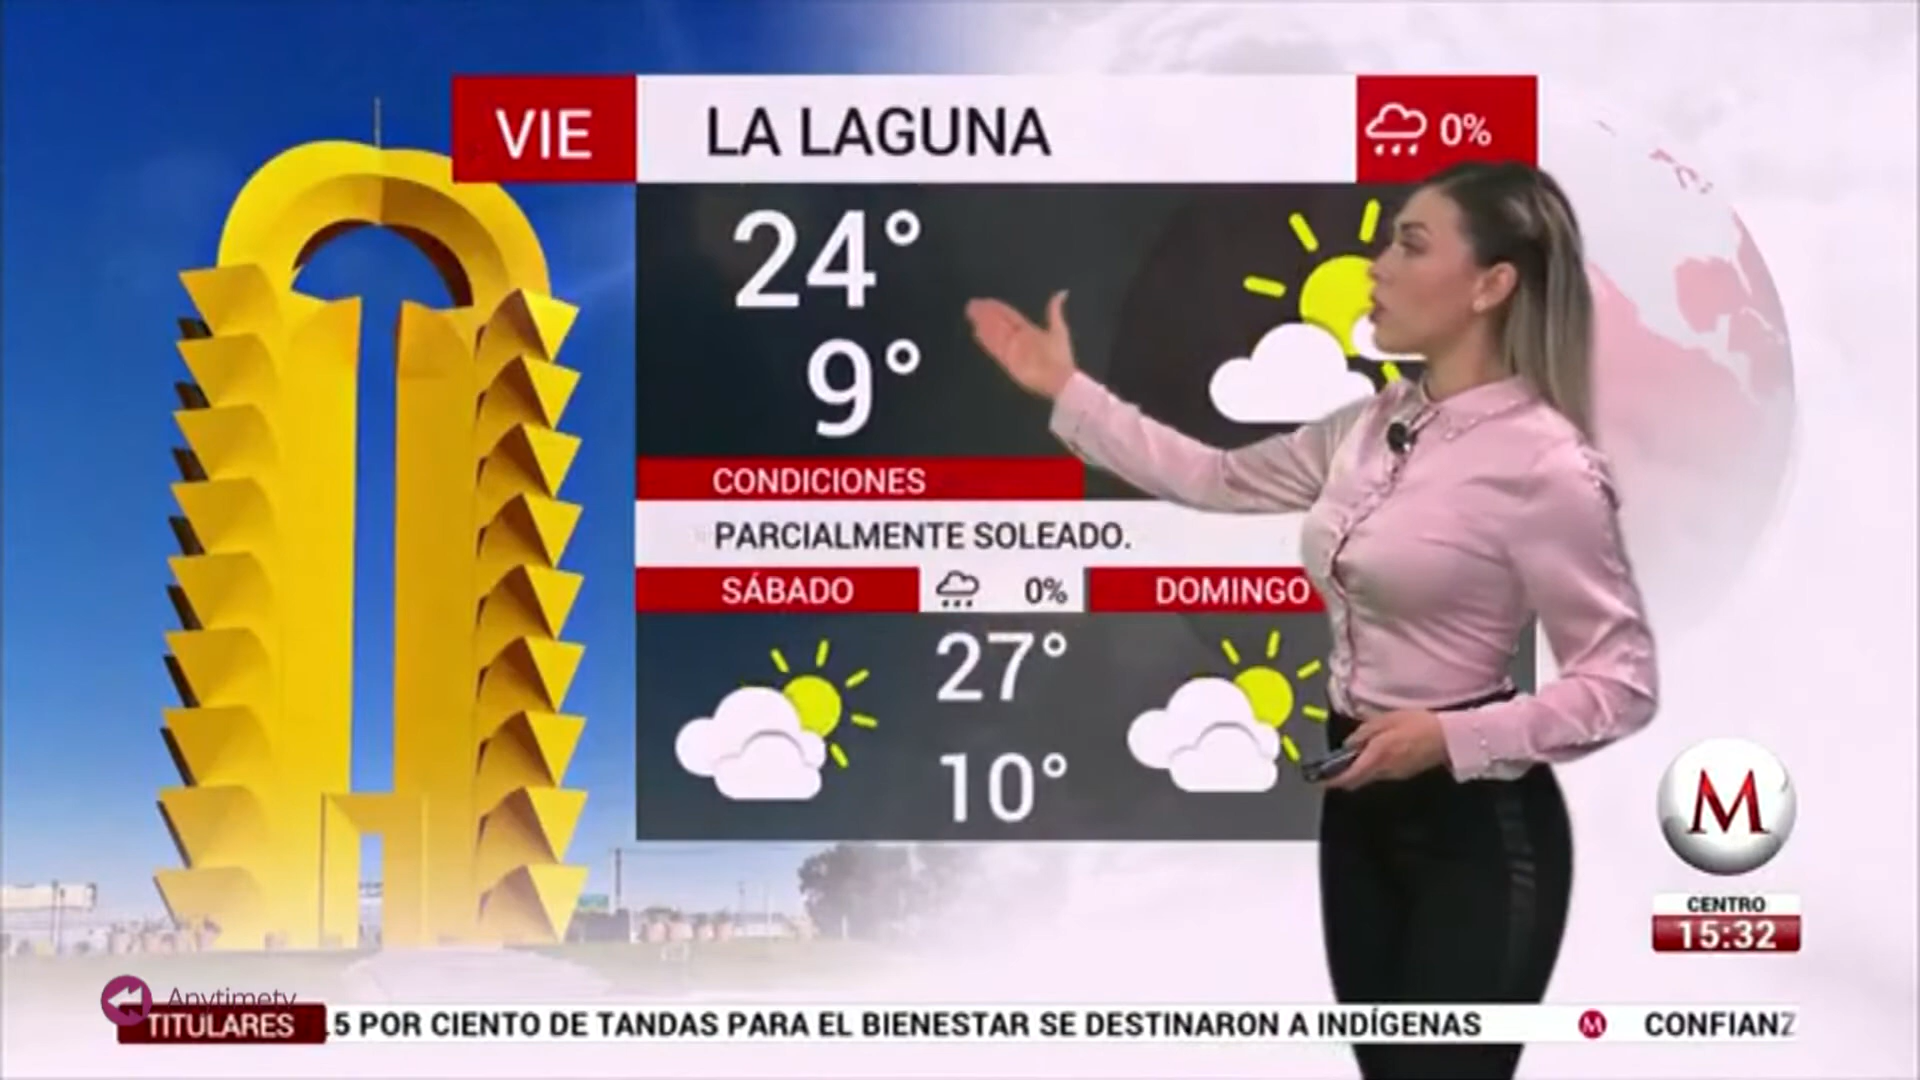 VIE
LA LAGUNA
0%
24°
9°
CONDICIONES
PARCIALMENTE SOLEADO.
SÁBADO
0%
DOMINGO
27°
10°
M
CENTRO
15:32
Anytimetv
TITULARES
.5 POR CIENTO DE TANDAS PARA EL BIENESTAR SE DESTINARON A INDÍGENAS
M
CONFIANZ